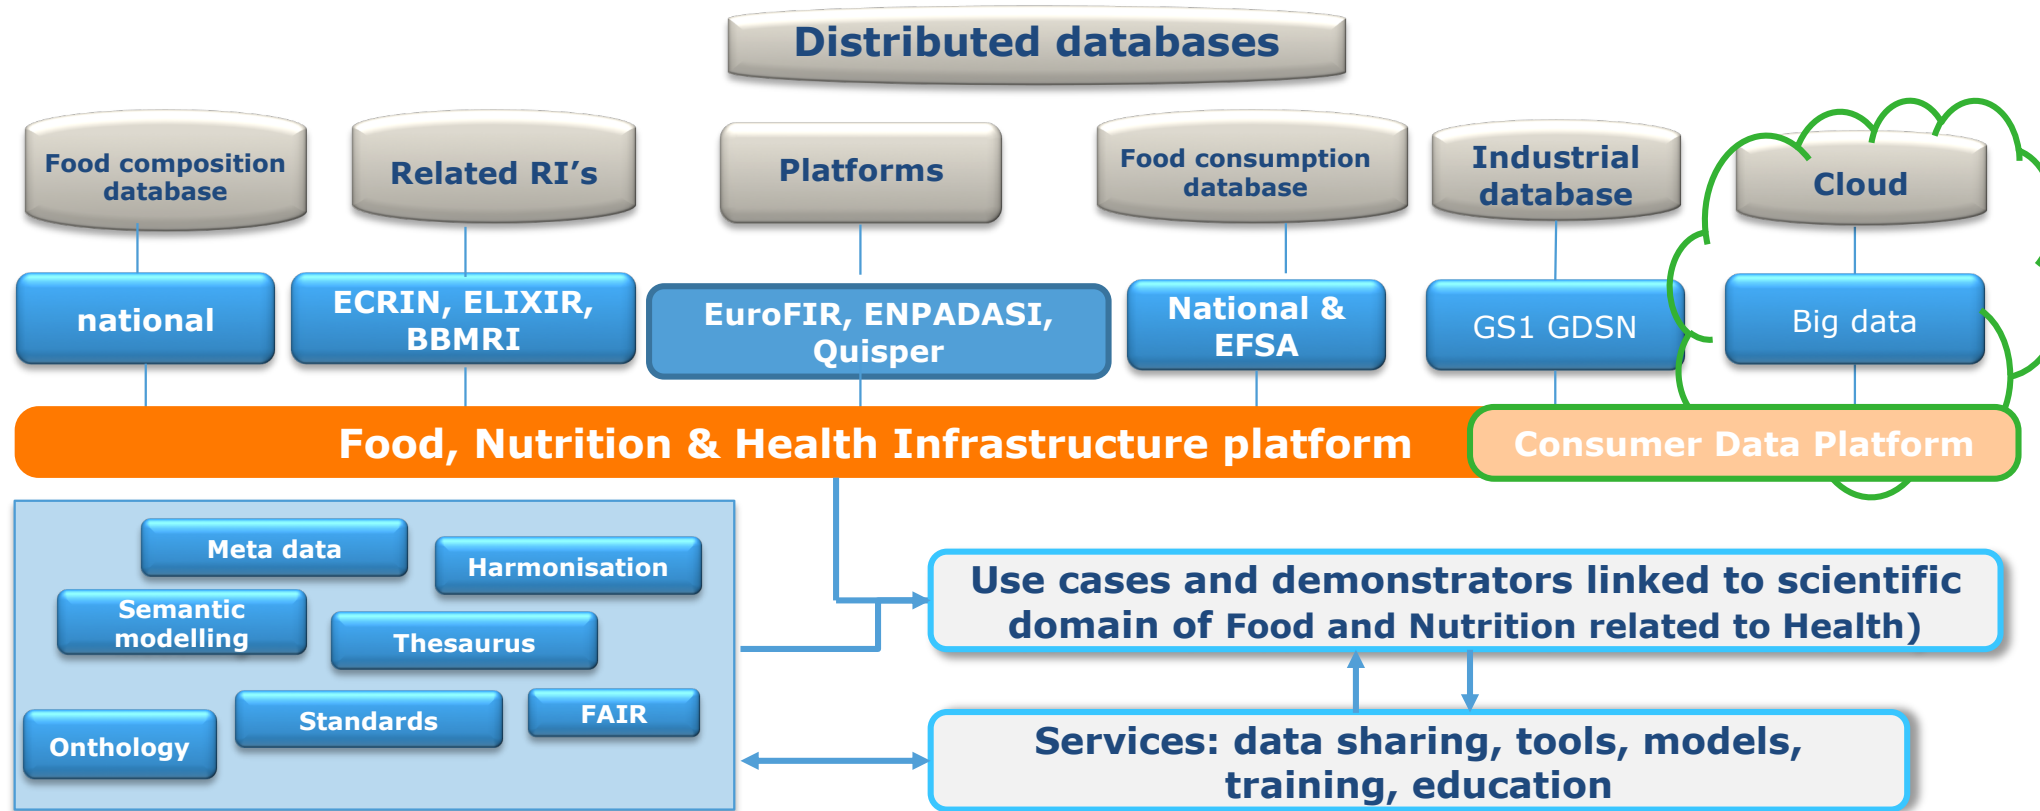 Distributed databases
Food composition
database
Related RI’s
Platforms
Food consumption
database
Industrial
database
Cloud
national
ECRIN, ELIXIR,
BBMRI
EuroFIR, ENPADASI,
Quisper
National &
EFSA
GS1 GDSN
Big data
Food, Nutrition & Health Infrastructure platform
Consumer Data Platform
Meta data
Harmonisation
Semantic
modelling
Thesaurus
Standards
FAIR
Onthology
Use cases and demonstrators linked to scientific
domain of Food and Nutrition related to Health)
Services: data sharing, tools, models,
training, education